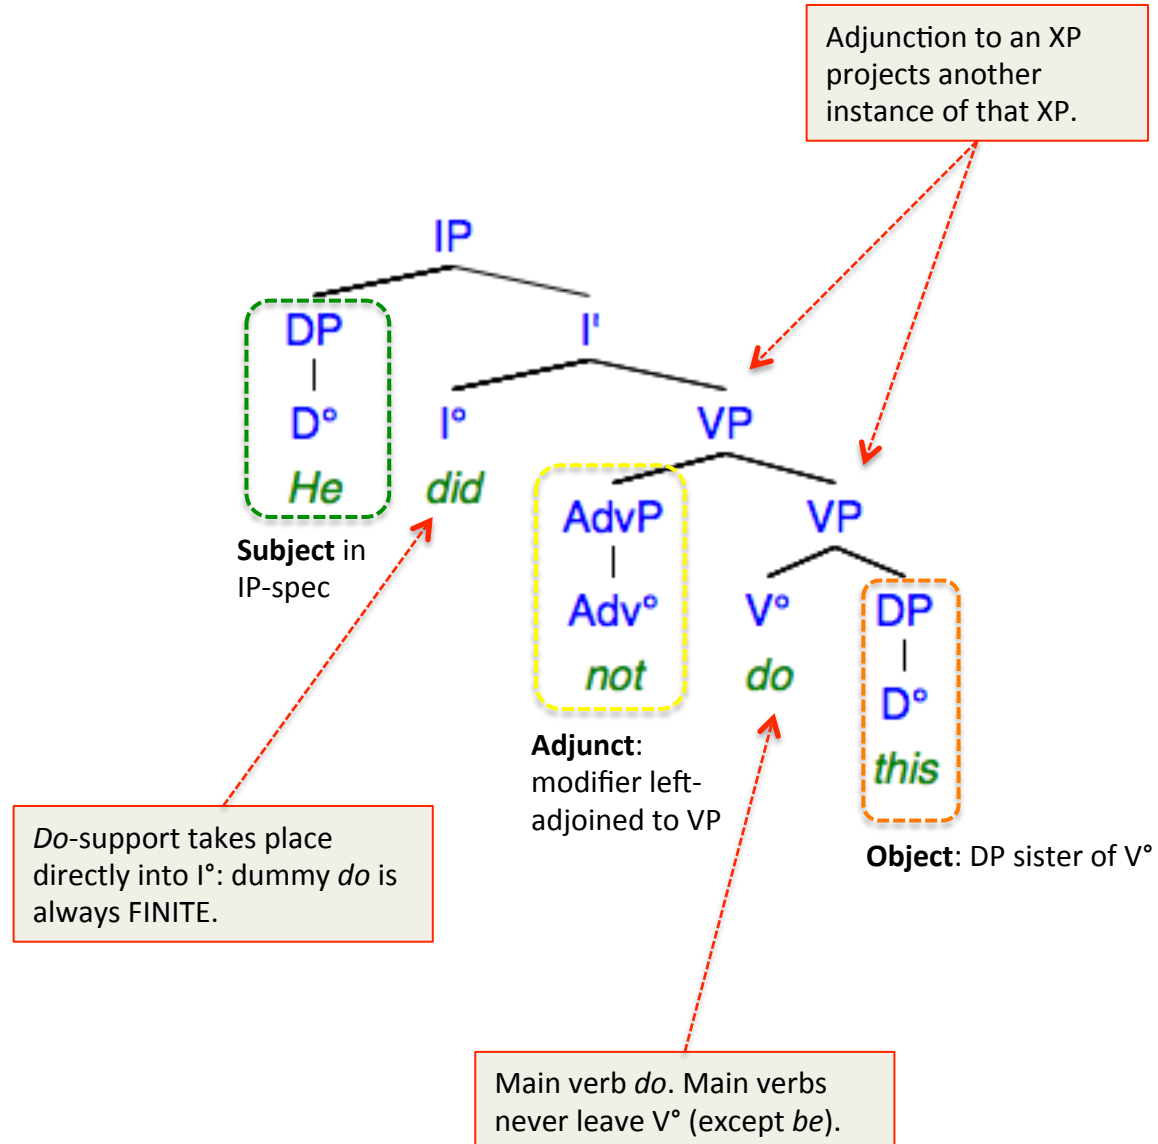 Adjunction to an XP
projects another
instance of that XP.
IP
DP
I'
D°
I°
VP
He
did
AdvP
VP
Subject in
IP-spec
Adv°
V°
DP
not
do
D°
Adjunct:
modifier left-
adjoined to VP
this
Do-support takes place
directly into I°: dummy do is
always FINITE.
Object: DP sister of V°
Main verb do. Main verbs
never leave V° (except be).